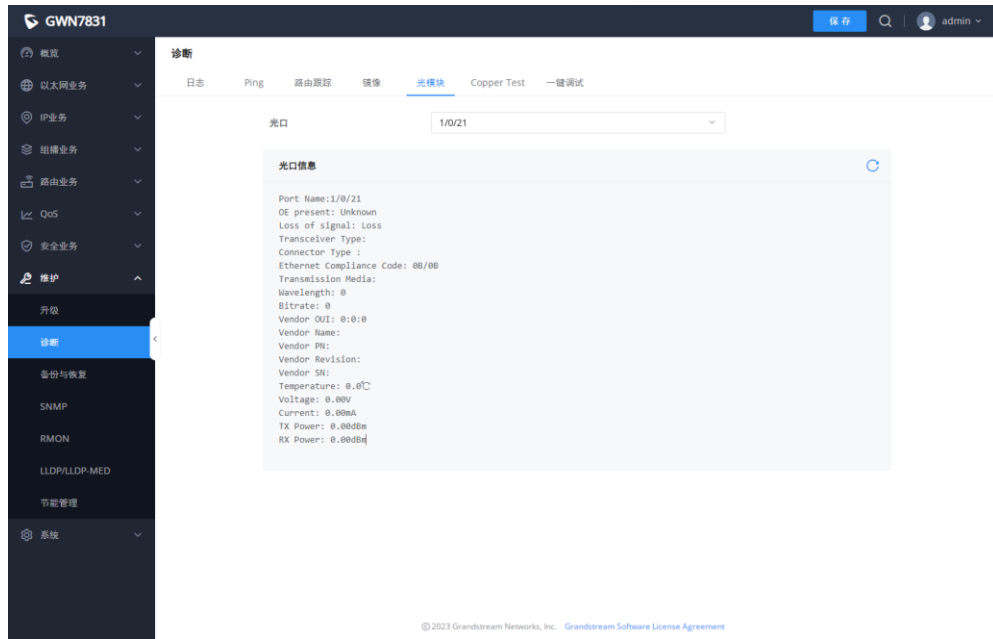 GWN7831
保存
admin
概览
以太网业务
IP业务
组播业务
路由业务
QoS
安全业务
维护
升级
诊断
备份与恢复
SNMP
RMON
LLDP/LLDP-MED
节能管理
系统
诊断
日志 Ping 路由跟踪 镜像 光模块 Copper Test 一键调试
光口 1/0/21
光口信息
Port Name:1/0/21
OE present: Unknown
Loss of signal: Loss
Transceiver Type:
Connector Type :
Ethernet Compliance Code: 0B/0B
Transmission Media:
Wavelength: 0
Bitrate: 0
Vendor OUI: 0:0:0
Vendor Name:
Vendor PN:
Vendor Revision:
Vendor SN:
Temperature: 0.0℃
Voltage: 0.00V
Current: 0.00mA
TX Power: 0.00dBm
RX Power: 0.00dBm
© 2023 Grandstream Networks, Inc. Grandstream Software License Agreement